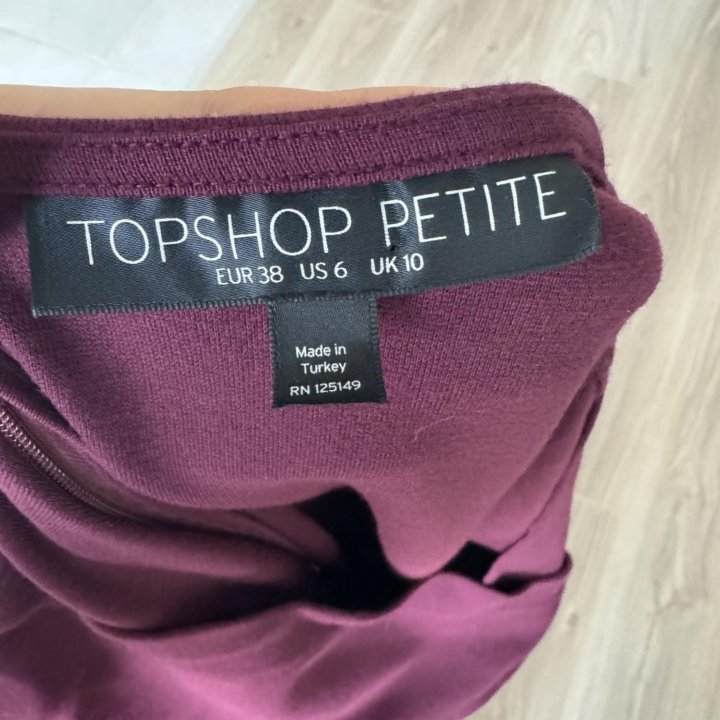 TOPSHOP PETITE
EUR 38 US 6 UK 10
Made in
Turkey
RN 125149